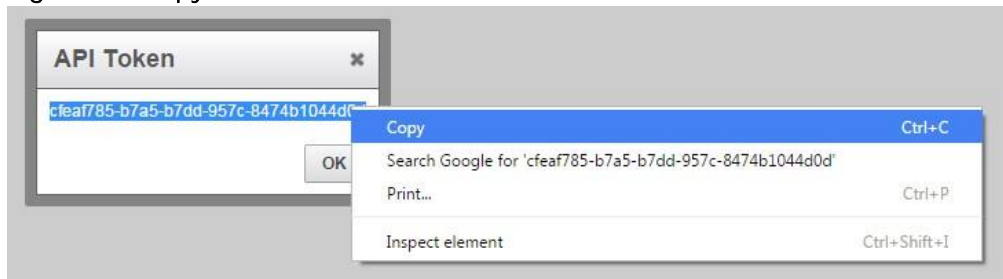 API Token ✖
cfeaf785-b7a5-b7dd-957c-8474b1044d0d
Copy Ctrl+C
Search Google for 'cfeaf785-b7a5-b7dd-957c-8474b1044d0d'
OK
Print... Ctrl+P
Inspect element Ctrl+Shift+I